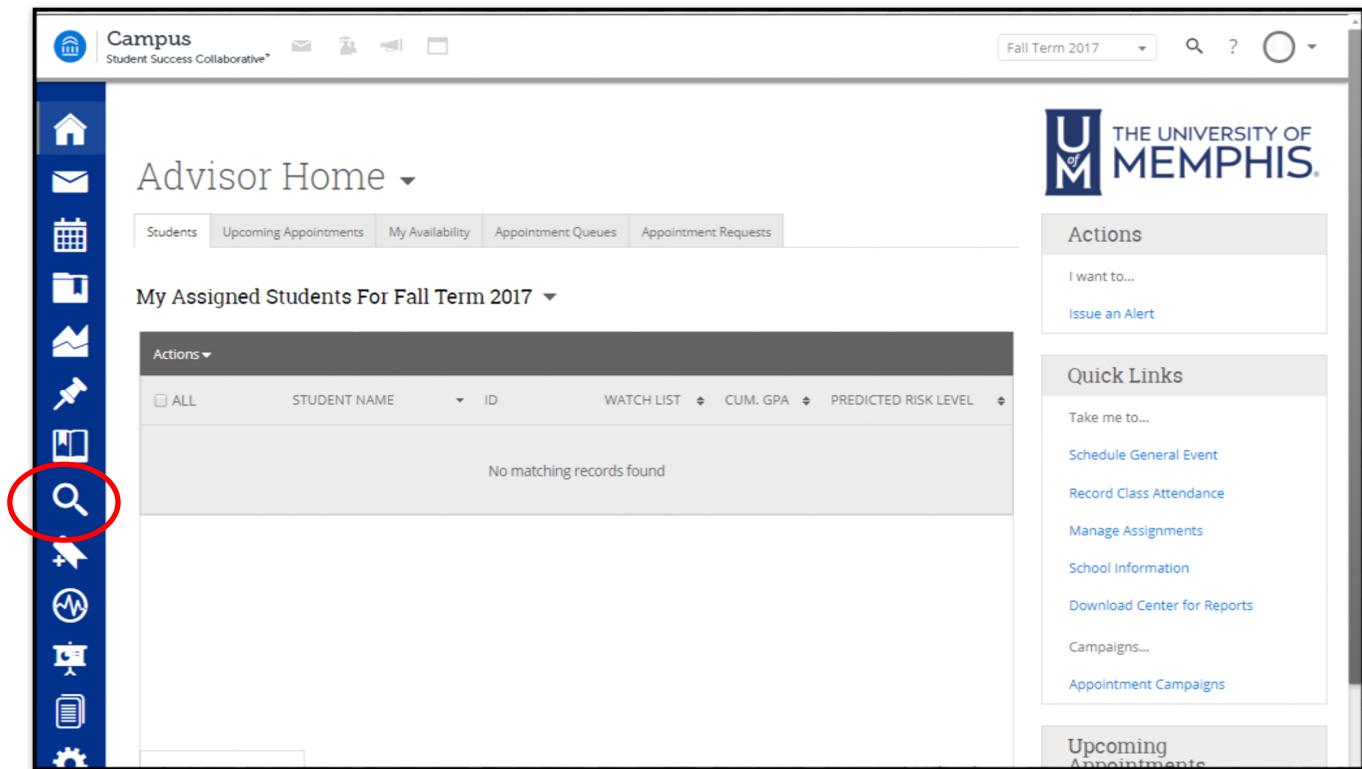 Campus
Student Success Collaborative
Fall Term 2017
?
THE UNIVERSITY OF
MEMPHIS.
U of M
Advisor Home
Students Upcoming Appointments My Availability Appointment Queues Appointment Requests
My Assigned Students For Fall Term 2017
Actions
ALL STUDENT NAME ID WATCH LIST CUM. GPA PREDICTED RISK LEVEL
No matching records found
Actions
I want to...
Issue an Alert
Quick Links
Take me to...
Schedule General Event
Record Class Attendance
Manage Assignments
School Information
Download Center for Reports
Campaigns...
Appointment Campaigns
Upcoming
Appointments